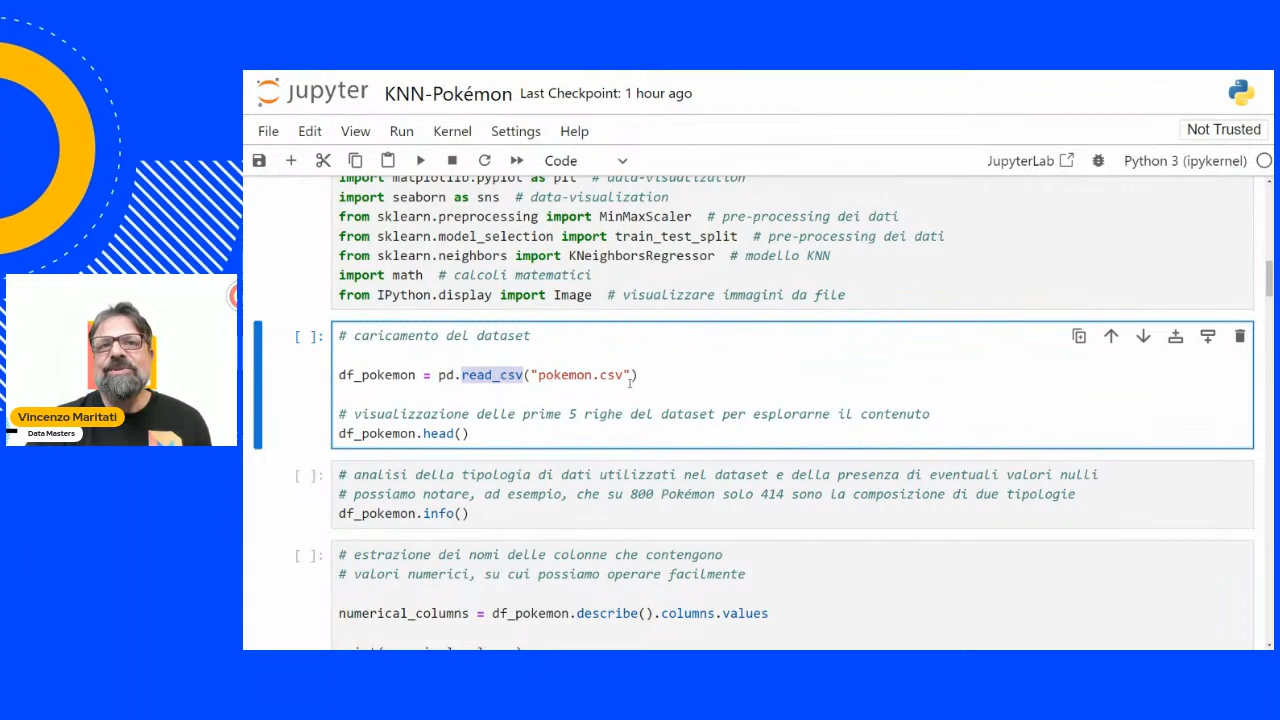 jupyter KNN-Pokémon Last Checkpoint: 1 hour ago
File Edit View Run Kernel Settings Help
Not Trusted
Code
JupyterLab
Python 3 (ipykernel)
import matplotlib.pyplot as plt # data-visualization
import seaborn as sns # data-visualization
from sklearn.preprocessing import MinMaxScaler # pre-processing dei dati
from sklearn.model_selection import train_test_split # pre-processing dei dati
from sklearn.neighbors import KNeighborsRegressor # modello KNN
import math # calcoli matematici
from IPython.display import Image # visualizzare immagini da file
[ ]:
# caricamento del dataset
df_pokemon = pd.read_csv("pokemon.csv")
# visualizzazione delle prime 5 righe del dataset per esplorarne il contenuto
df_pokemon.head()
[ ]:
# analisi della tipologia di dati utilizzati nel dataset e della presenza di eventuali valori nulli
# possiamo notare, ad esempio, che su 800 Pokémon solo 414 sono la composizione di due tipologie
df_pokemon.info()
[ ]:
# estrazione dei nomi delle colonne che contengono
# valori numerici, su cui possiamo operare facilmente
numerical_columns = df_pokemon.describe().columns.values
Vincenzo Maritati
Data Masters